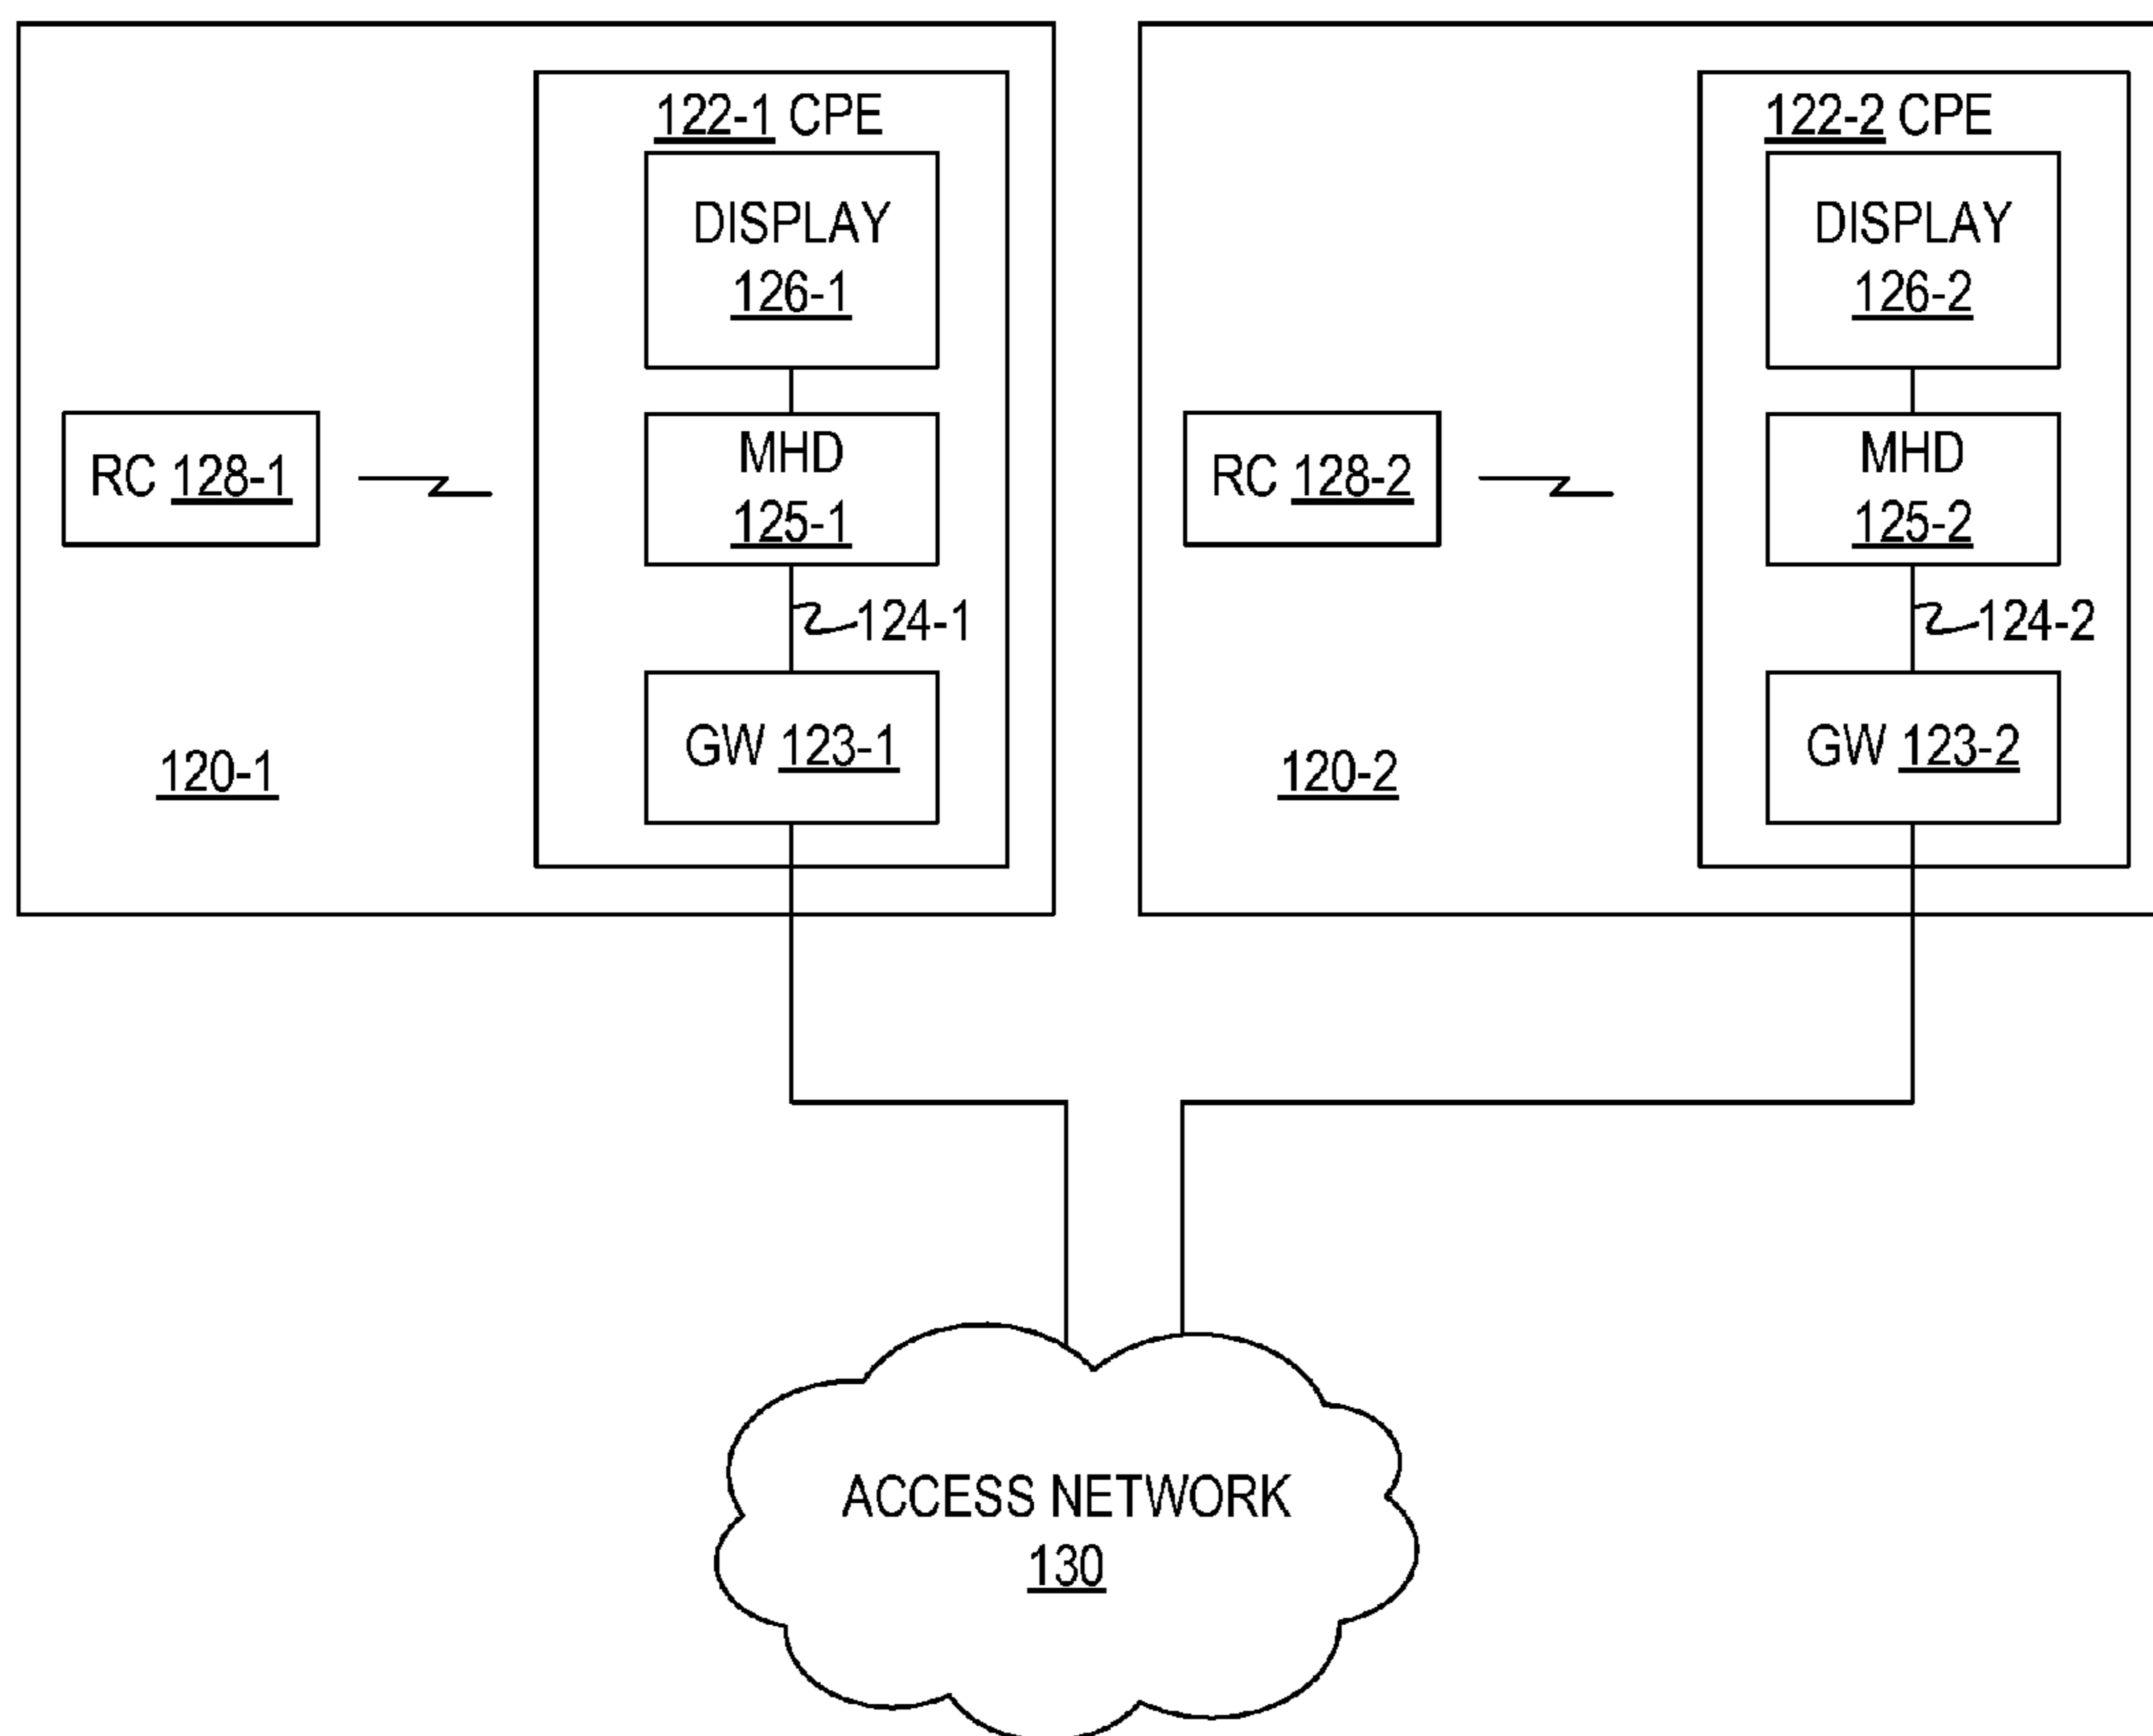 122-1 CPE
DISPLAY
126-1
RC 128-1
MHD
125-1
124-1
GW 123-1
120-1
122-2 CPE
DISPLAY
126-2
RC 128-2
MHD
125-2
124-2
GW 123-2
120-2
ACCESS NETWORK
130